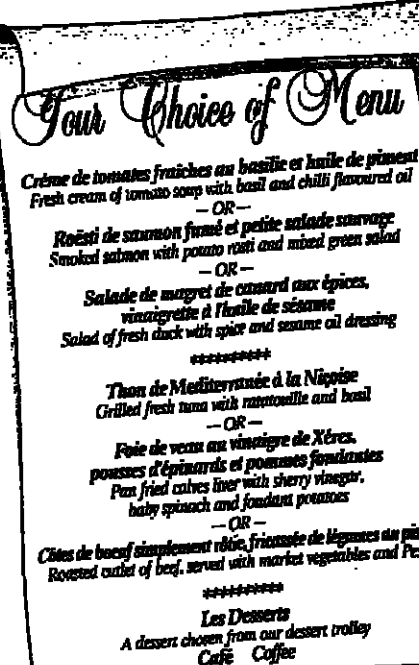 Your Choice of Menu
Crème de tomates fraîches au basilic et huile de piment
Fresh cream of tomato soup with basil and chilli flavoured oil
— OR —
Roësti de saumon fumé et petite salade sauvage
Smoked salmon with potato rosti and mixed green salad
— OR —
Salade de magret de canard aux épices,
vinaigrette à l'huile de sésame
Salad of fresh duck with spice and sesame oil dressing
**********
Thon de Mediterranée à la Niçoise
Grilled fresh tuna with ratatouille and basil
— OR —
Foie de veau au vinaigre de Xéres,
pousses d'épinards et pommes fondantes
Pan fried calves liver with sherry vinegar,
baby spinach and fondant potatoes
— OR —
Côtes de boeuf simplement rôtie, fricassée de légumes au pis
Roasted cutlet of beef, served with market vegetables and Pe
**********
Les Desserts
A dessert chosen from our dessert trolley
Café Coffee